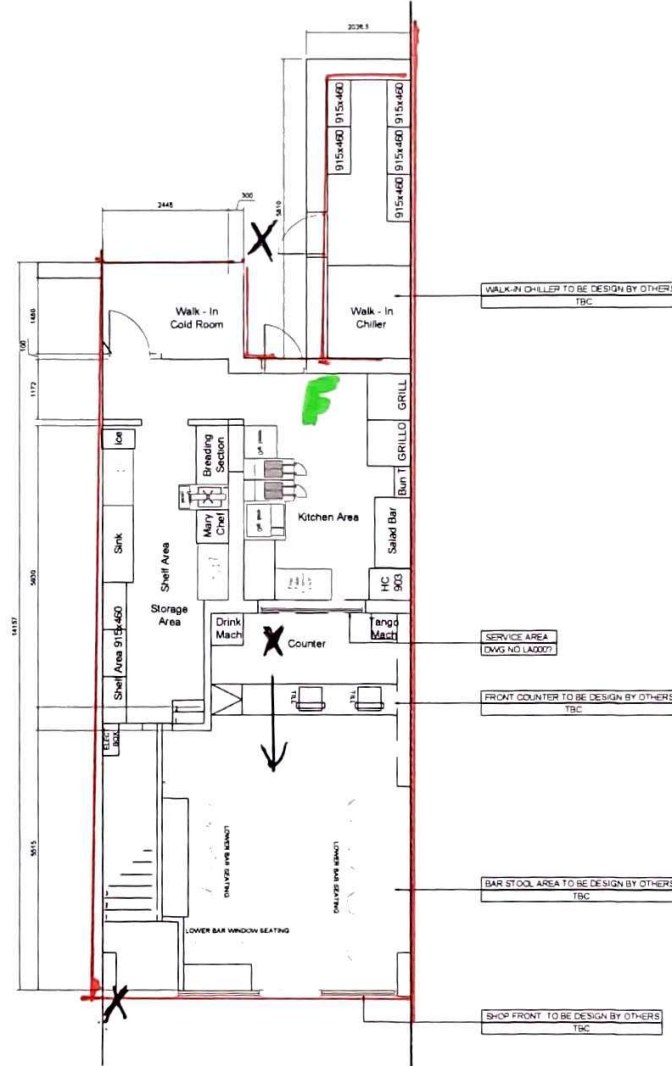 2036.5
915x460
915x460
915x460
915x460
915x460
2445
300
5810
WALK-IN CHILLER TO BE DESIGN BY OTHERS
TBC
Walk - In
Cold Room
Walk - In
Chiller
1486
100
1172
GRILL
GRILLO
Bun T
Ice
Breading
Section
Kitchen Area
Salad Bar
Mary
Chef
Sink
Shelf Area
Storage
Area
HC
903
14157
Shelf Area 915x460
Drink
Mach
Counter
Tango
Mach
SERVICE AREA
TILL
TILL
FRONT COUNTER TO BE DESIGN BY OTHERS
TBC
ELEC
BOX
5515
LOWER BAR SEATING
LOWER BAR SEATING
BAR STOOL AREA TO BE DESIGN BY OTHERS
TBC
LOWER BAR WINDOW SEATING
SHOP FRONT TO BE DESIGN BY OTHERS
TBC
X
F
X
X